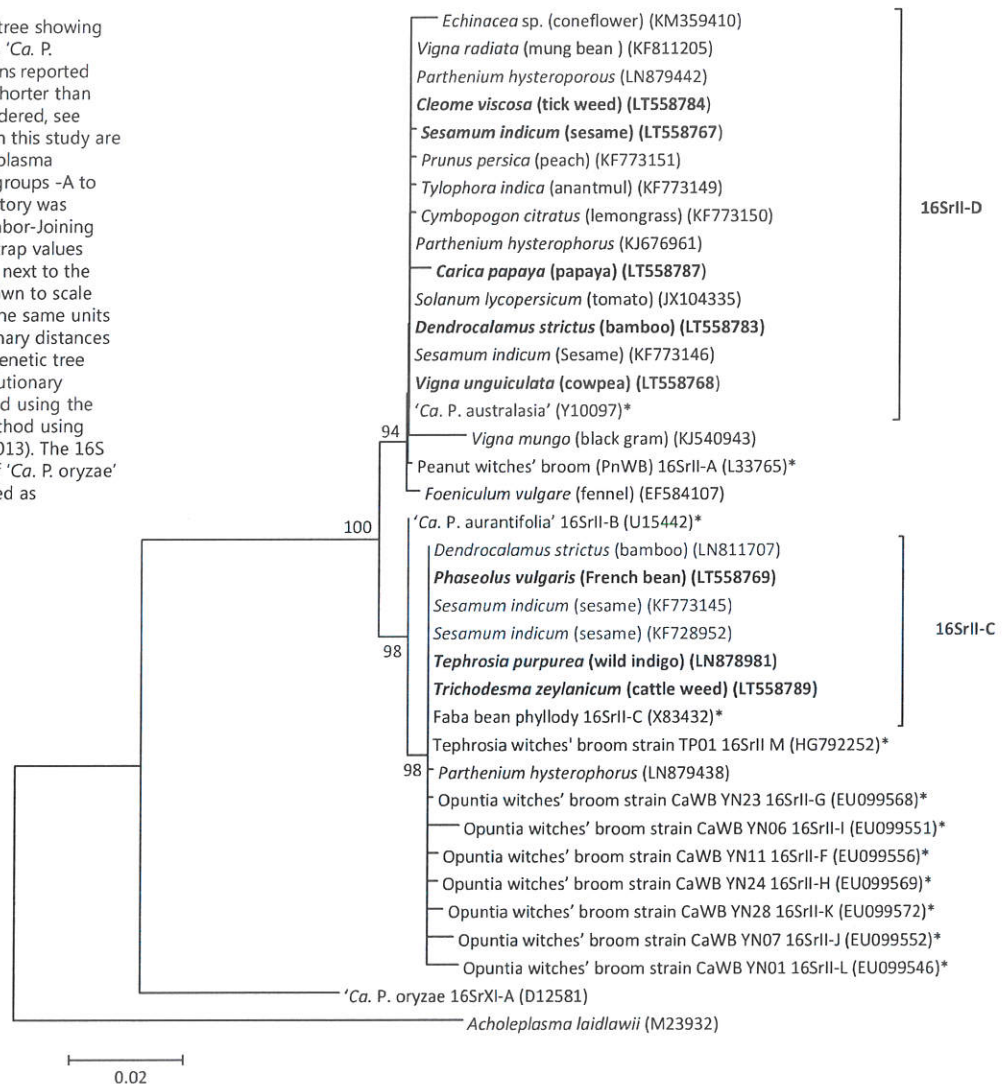 tree showing
'Ca. P.
ns reported
horter than
dered, see
n this study are
plasma
groups -A to
tory was
bor-Joining
rap values
next to the
wn to scale
he same units
nary distances
enetic tree
utionary
d using the
thod using
013). The 16S
f 'Ca. P. oryzae'
ed as
Echinacea sp. (coneflower) (KM359410)
Vigna radiata (mung bean ) (KF811205)
Parthenium hysteroporous (LN879442)
Cleome viscosa (tick weed) (LT558784)
Sesamum indicum (sesame) (LT558767)
Prunus persica (peach) (KF773151)
Tylophora indica (anantmul) (KF773149)
Cymbopogon citratus (lemongrass) (KF773150)
Parthenium hysterophorus (KJ676961)
Carica papaya (papaya) (LT558787)
Solanum lycopersicum (tomato) (JX104335)
Dendrocalamus strictus (bamboo) (LT558783)
Sesamum indicum (Sesame) (KF773146)
Vigna unguiculata (cowpea) (LT558768)
'Ca. P. australasia' (Y10097)*
16SrII-D
94
Vigna mungo (black gram) (KJ540943)
Peanut witches' broom (PnWB) 16SrII-A (L33765)*
Foeniculum vulgare (fennel) (EF584107)
100
'Ca. P. aurantifolia' 16SrII-B (U15442)*
Dendrocalamus strictus (bamboo) (LN811707)
Phaseolus vulgaris (French bean) (LT558769)
Sesamum indicum (sesame) (KF773145)
Sesamum indicum (sesame) (KF728952)
Tephrosia purpurea (wild indigo) (LN878981)
Trichodesma zeylanicum (cattle weed) (LT558789)
Faba bean phyllody 16SrII-C (X83432)*
16SrII-C
98
Tephrosia witches' broom strain TP01 16SrII M (HG792252)*
98
Parthenium hysterophorus (LN879438)
Opuntia witches' broom strain CaWB YN23 16SrII-G (EU099568)*
Opuntia witches' broom strain CaWB YN06 16SrII-I (EU099551)*
Opuntia witches' broom strain CaWB YN11 16SrII-F (EU099556)*
Opuntia witches' broom strain CaWB YN24 16SrII-H (EU099569)*
Opuntia witches' broom strain CaWB YN28 16SrII-K (EU099572)*
Opuntia witches' broom strain CaWB YN07 16SrII-J (EU099552)*
Opuntia witches' broom strain CaWB YN01 16SrII-L (EU099546)*
'Ca. P. oryzae 16SrXI-A (D12581)
Acholeplasma laidlawii (M23932)
0.02